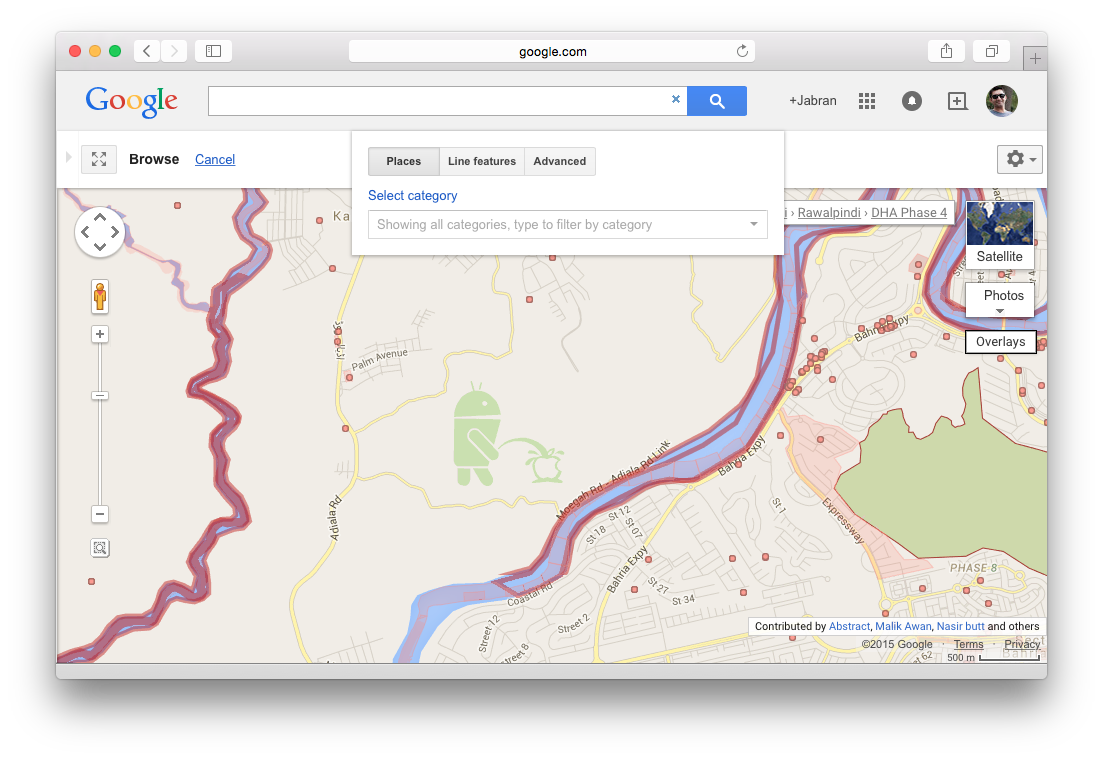 google.com
Google
+Jabran
Browse
Cancel
Places
Line features
Advanced
Select category
Showing all categories, type to filter by category
i › Rawalpindi › DHA Phase 4
Ka
Satellite
Photos
Overlays
Palm Avenue
Bahria Expy
Adiala Rd
Moegah Rd - Adiala Rd Link
Bahria Expy
St 12
St 07
St 18
St 1
Expressway
Bahria Expy
St 27
St 34
Coastal Rd
Street 2
Street 12
Street 8
PHASE 8
Contributed by Abstract, Malik Awan, Nasir butt and others
©2015 Google · Terms · Privacy
Street 62
500 m